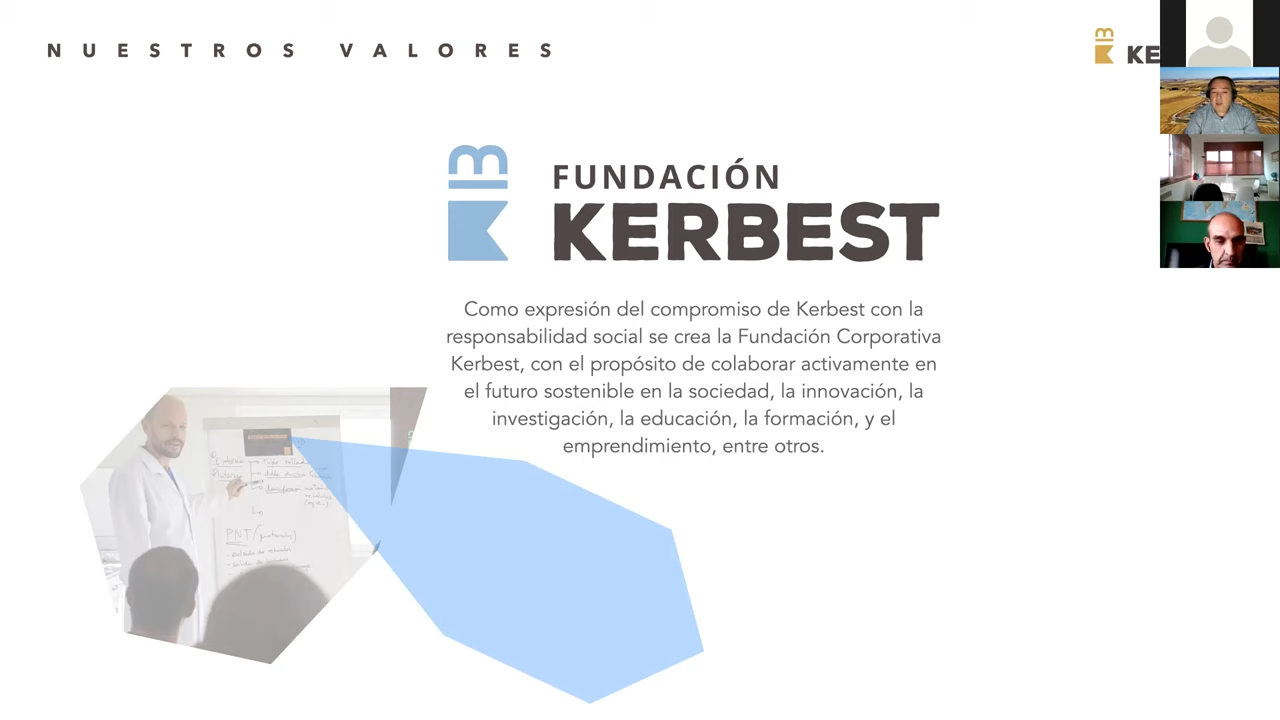 NUESTROS VALORES
KE
FUNDACIÓN
KERBEST
Como expresión del compromiso de Kerbest con la
responsabilidad social se crea la Fundación Corporativa
Kerbest, con el propósito de colaborar activamente en
el futuro sostenible en la sociedad, la innovación, la
investigación, la educación, la formación, y el
emprendimiento, entre otros.
PNT